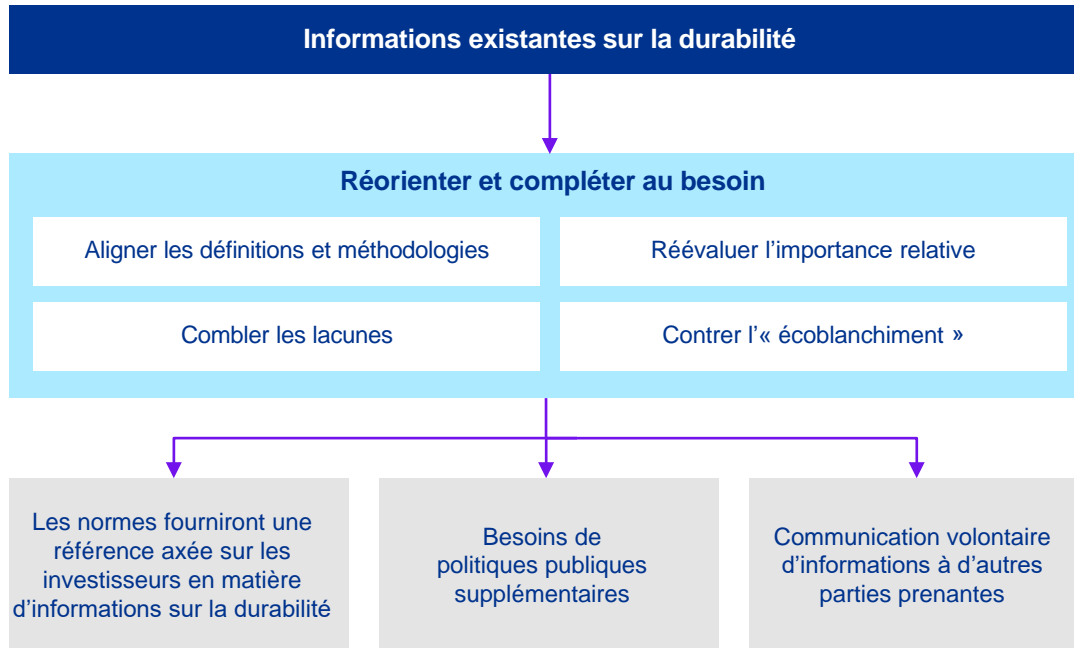 Informations existantes sur la durabilité
Réorienter et compléter au besoin
Aligner les définitions et méthodologies
Réévaluer l'importance relative
Combler les lacunes
Contrer l'« écoblanchiment »
Les normes fourniront une
référence axée sur les
investisseurs en matière
d'informations sur la durabilité
Besoins de
politiques publiques
supplémentaires
Communication volontaire
d'informations à d'autres
parties prenantes